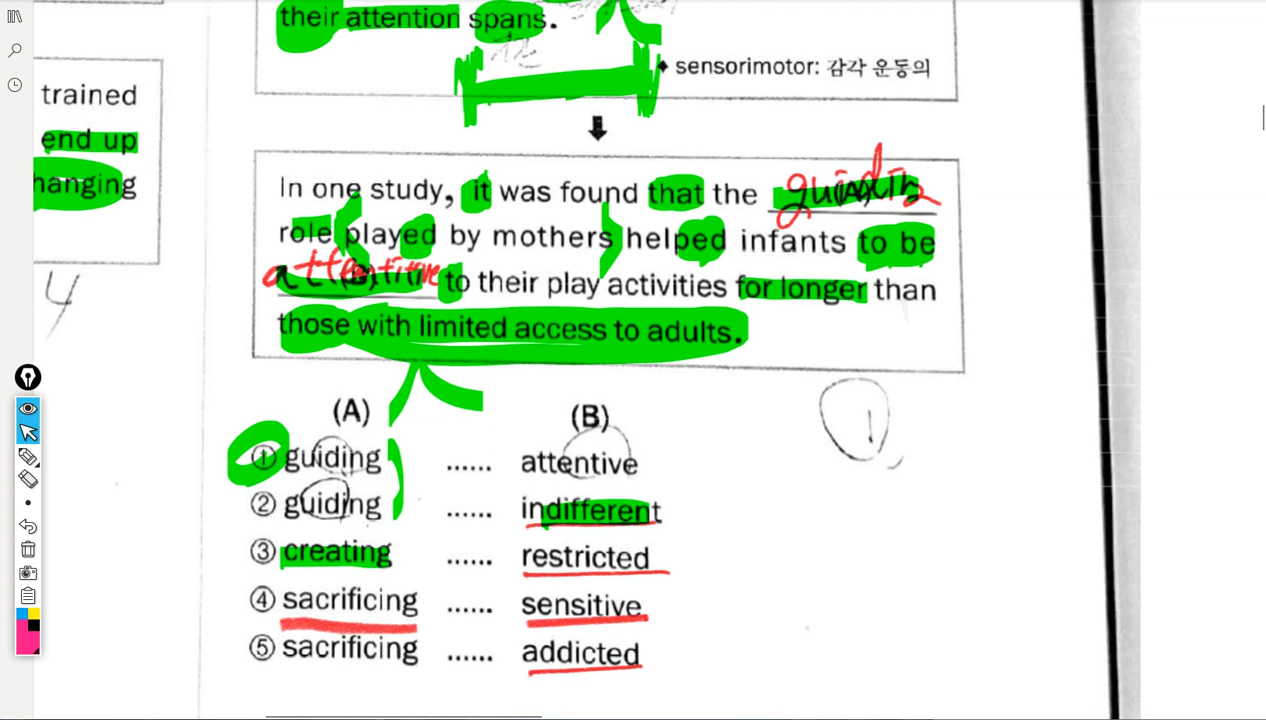 their attention spans.
♦ sensorimotor: 감각 운동의
trained
end up
hanging
4
In one study, it was found that the guiding
role played by mothers helped infants to be
attentive to their play activities for longer than
those with limited access to adults.
1
(A) (B)
① guiding ...... attentive
② guiding ...... indifferent
③ creating ...... restricted
④ sacrificing ...... sensitive
⑤ sacrificing ...... addicted